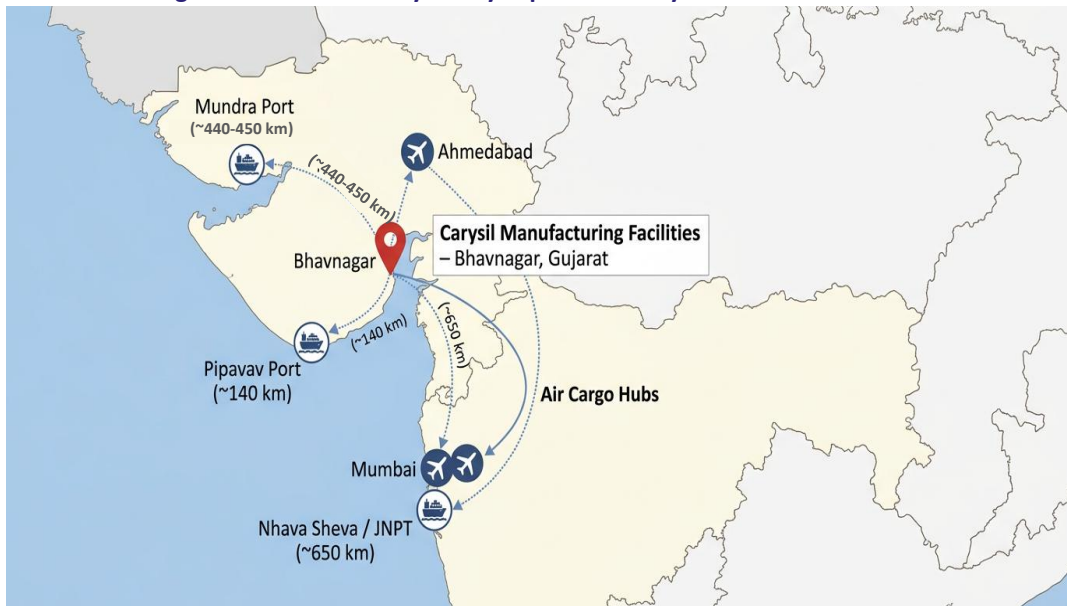 Mundra Port
(~440-450 km)
Ahmedabad
(~440-450 km)
Carysil Manufacturing Facilities
– Bhavnagar, Gujarat
Bhavnagar
(~650 km)
(~140 km)
Pipavav Port
(~140 km)
Air Cargo Hubs
Mumbai
Nhava Sheva / JNPT
(~650 km)